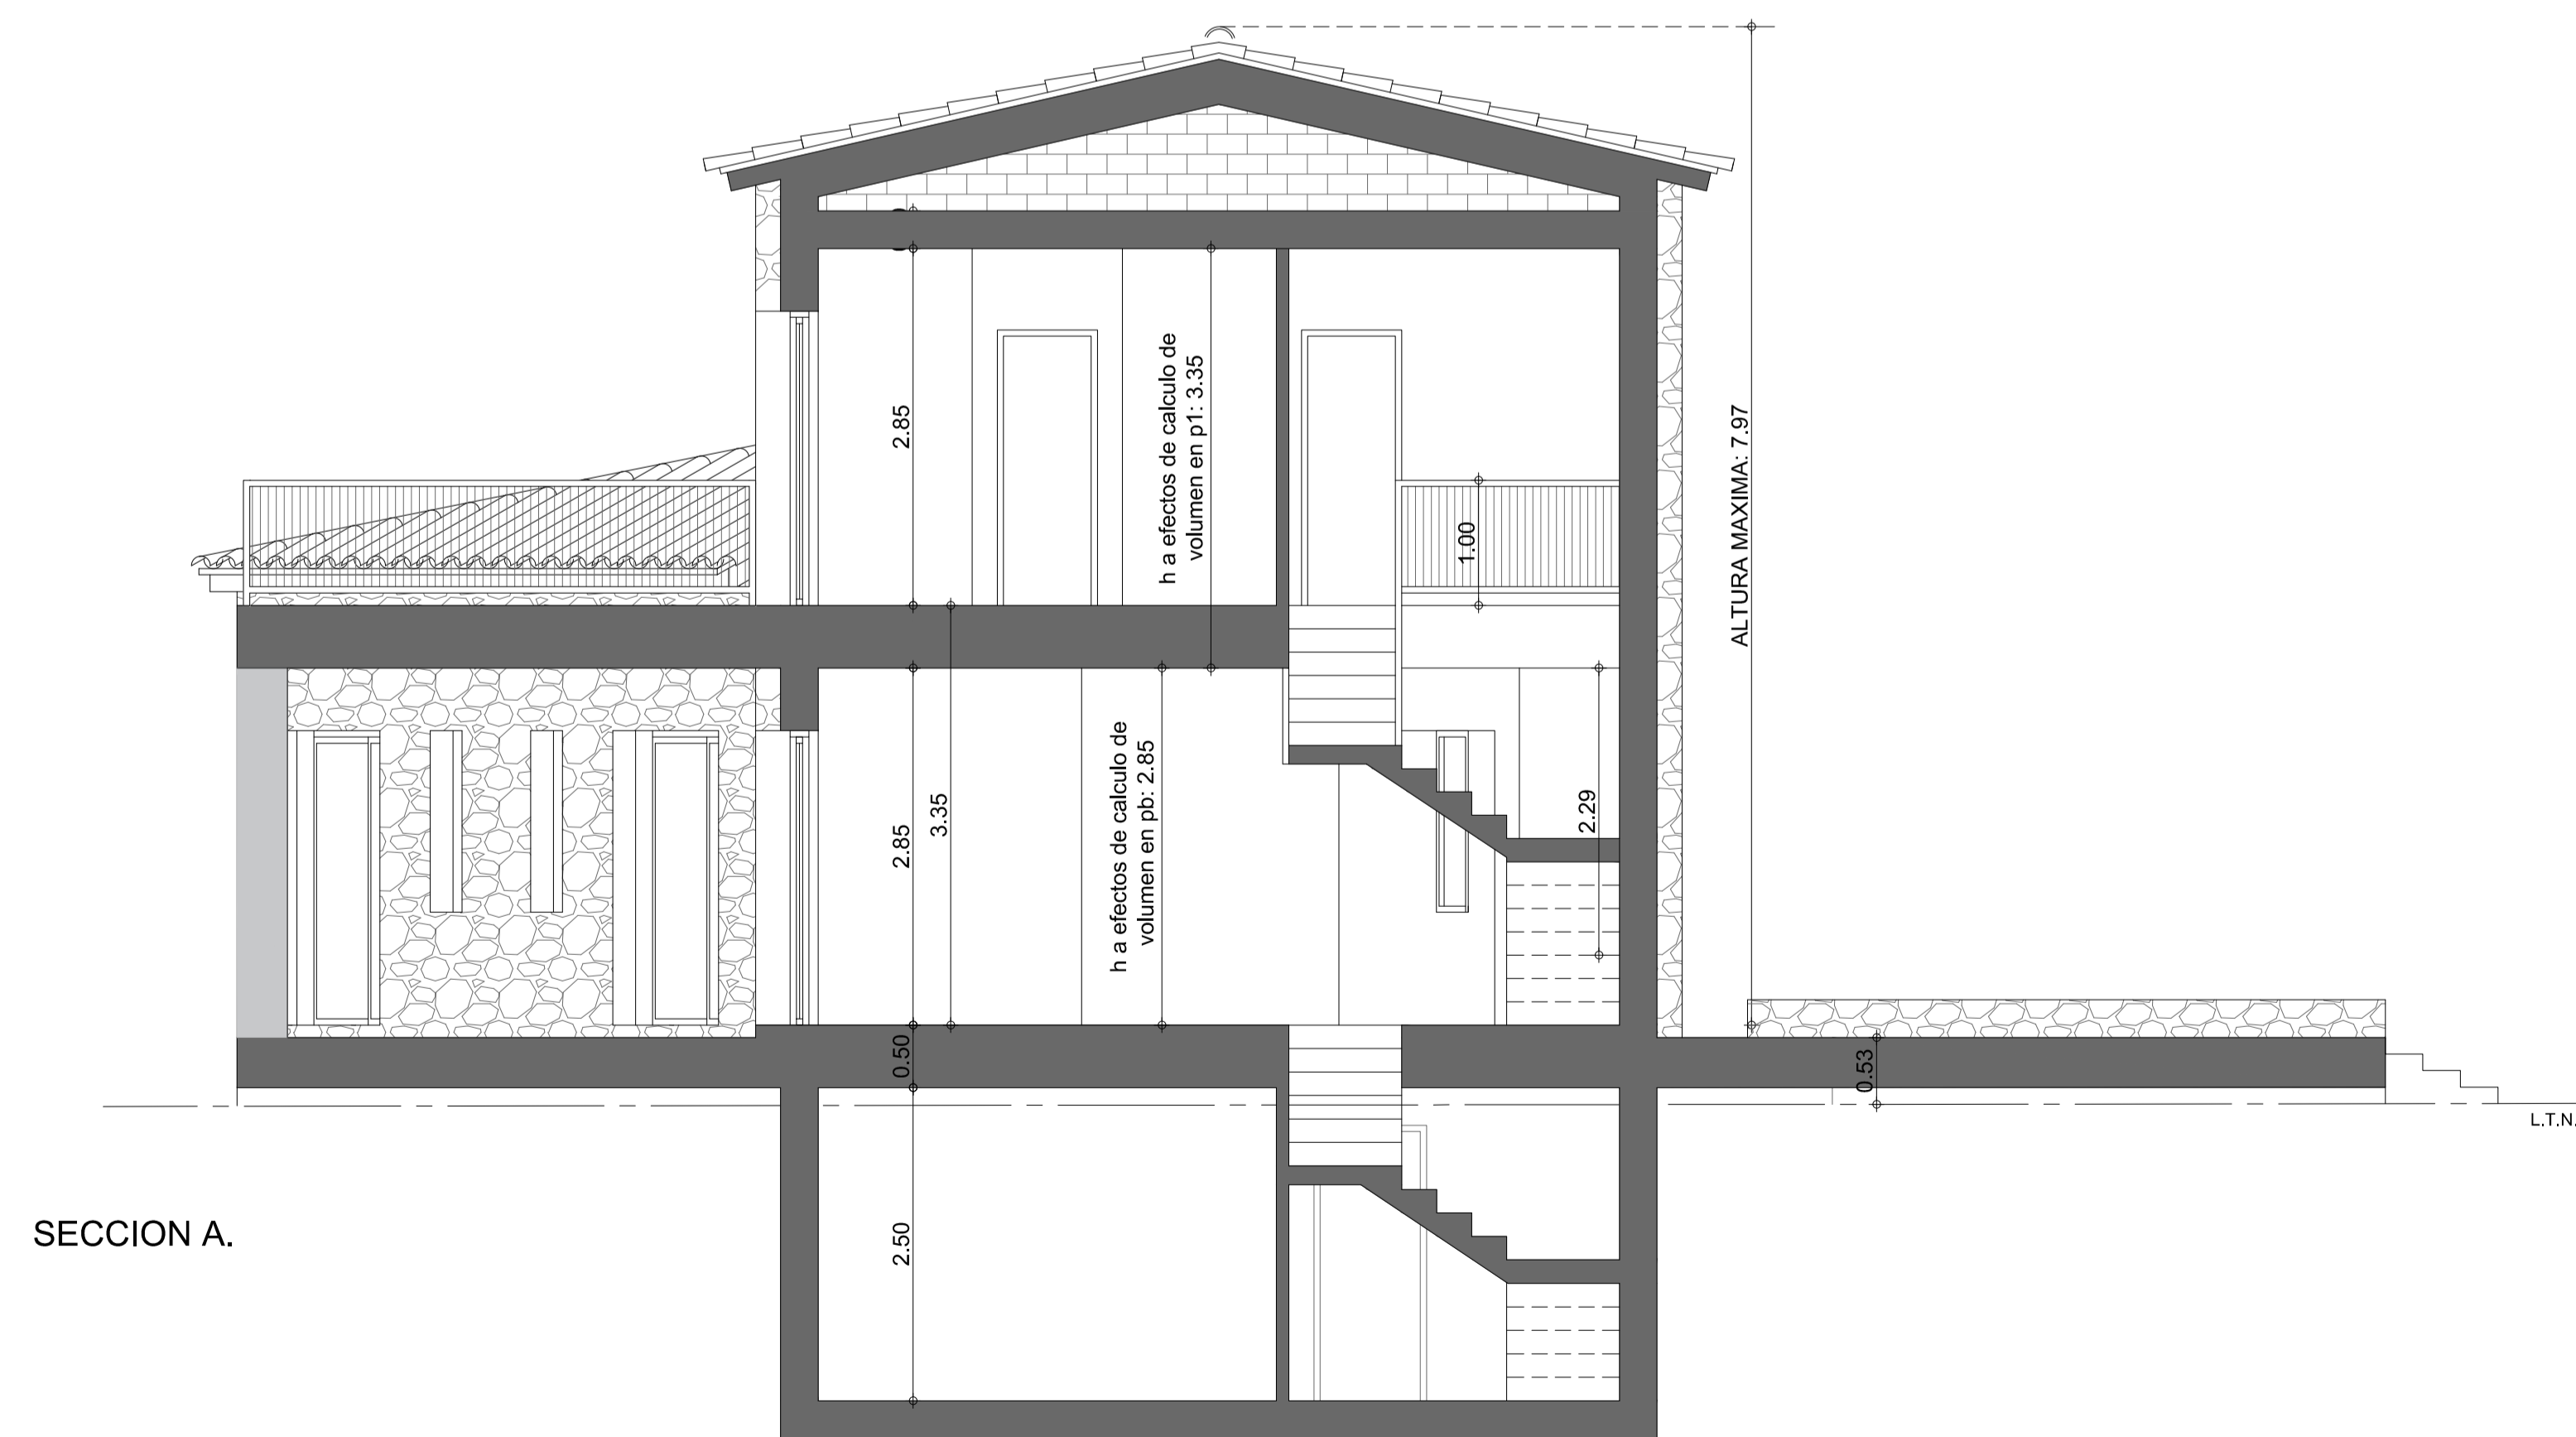 2.85
h a efectos de calculo de
volumen en p1: 3.35
1.00
ALTURA MAXIMA: 7.97
2.85
3.35
h a efectos de calculo de
volumen en pb: 2.85
2.29
0.50
0.53
L.T.N.
2.50
SECCION A.